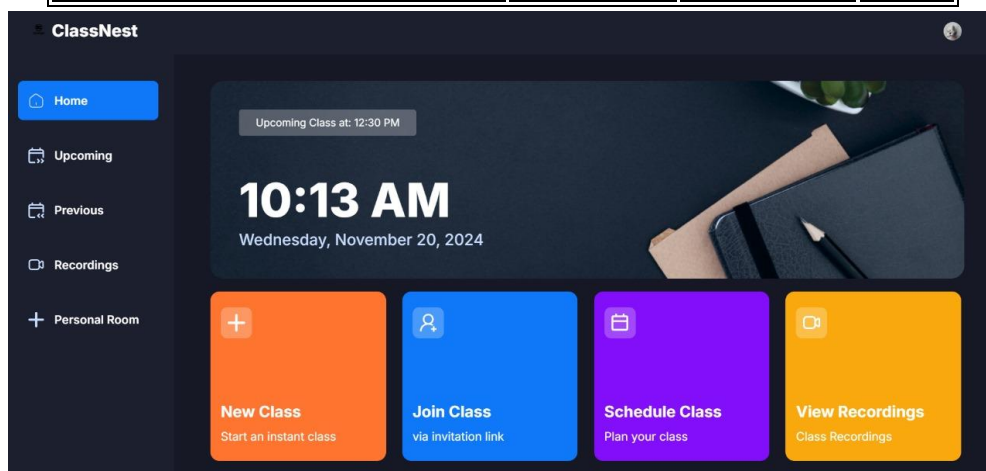 ClassNest
Home
Upcoming
Previous
Recordings
Personal Room
Upcoming Class at: 12:30 PM
10:13 AM
Wednesday, November 20, 2024
New Class
Start an instant class
Join Class
via invitation link
Schedule Class
Plan your class
View Recordings
Class Recordings